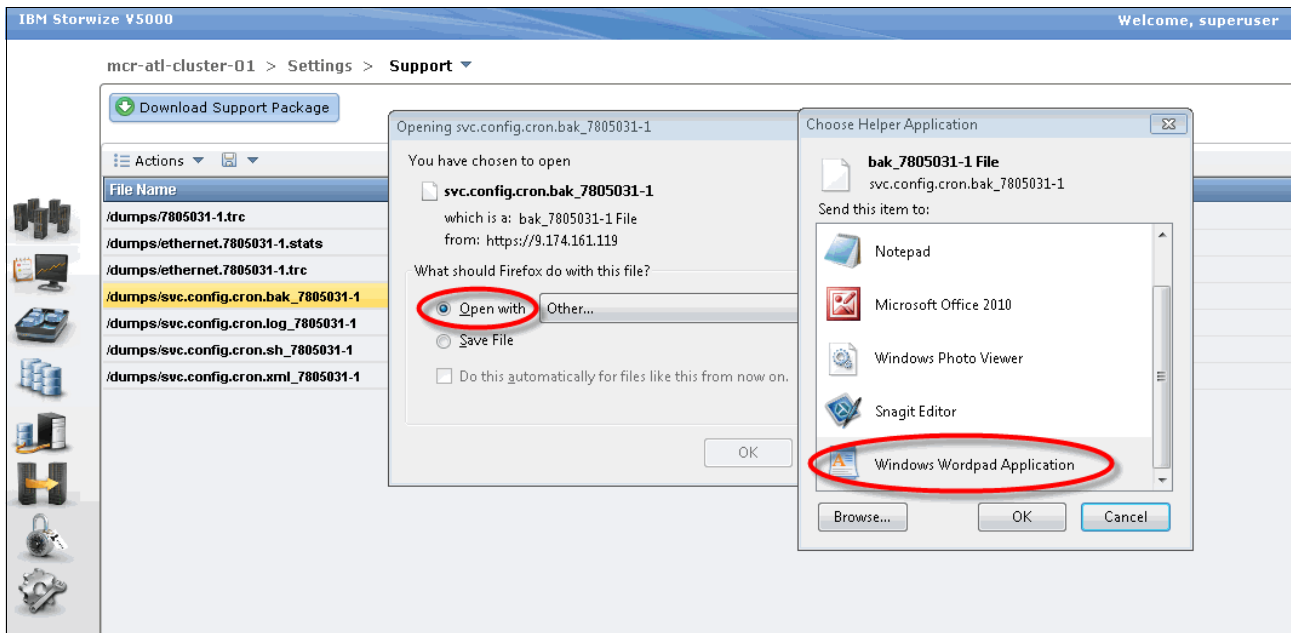 IBM Storwize V5000
Welcome, superuser
mcr-atl-cluster-01 > Settings > Support
Download Support Package
Actions
File Name
/dumps/7805031-1.trc
/dumps/ethernet.7805031-1.stats
/dumps/ethernet.7805031-1.trc
/dumps/svc.config.cron.bak_7805031-1
/dumps/svc.config.cron.log_7805031-1
/dumps/svc.config.cron.sh_7805031-1
/dumps/svc.config.cron.xml_7805031-1
Opening svc.config.cron.bak_7805031-1
You have chosen to open
svc.config.cron.bak_7805031-1
which is a: bak_7805031-1 File
from: https://9.174.161.119
What should Firefox do with this file?
Open with
Other...
Save File
Do this automatically for files like this from now on.
OK
Choose Helper Application
bak_7805031-1 File
svc.config.cron.bak_7805031-1
Send this item to:
Notepad
Microsoft Office 2010
Windows Photo Viewer
Snagit Editor
Windows Wordpad Application
Browse...
OK
Cancel